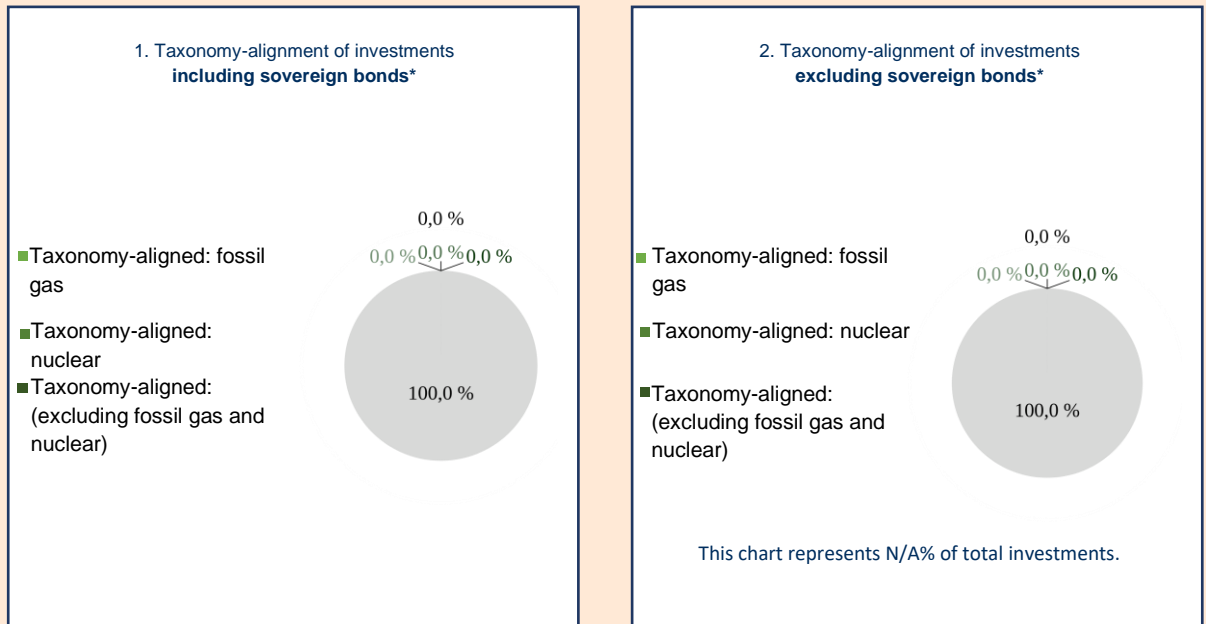 1. Taxonomy-alignment of investments
including sovereign bonds*
0,0 %
0,0 % 0,0 % 0,0 %
Taxonomy-aligned: fossil
gas
Taxonomy-aligned:
nuclear
Taxonomy-aligned:
(excluding fossil gas and
nuclear)
100,0 %
2. Taxonomy-alignment of investments
excluding sovereign bonds*
0,0 %
0,0 % 0,0 % 0,0 %
Taxonomy-aligned: fossil
gas
Taxonomy-aligned: nuclear
Taxonomy-aligned:
(excluding fossil gas and
nuclear)
100,0 %
This chart represents N/A% of total investments.